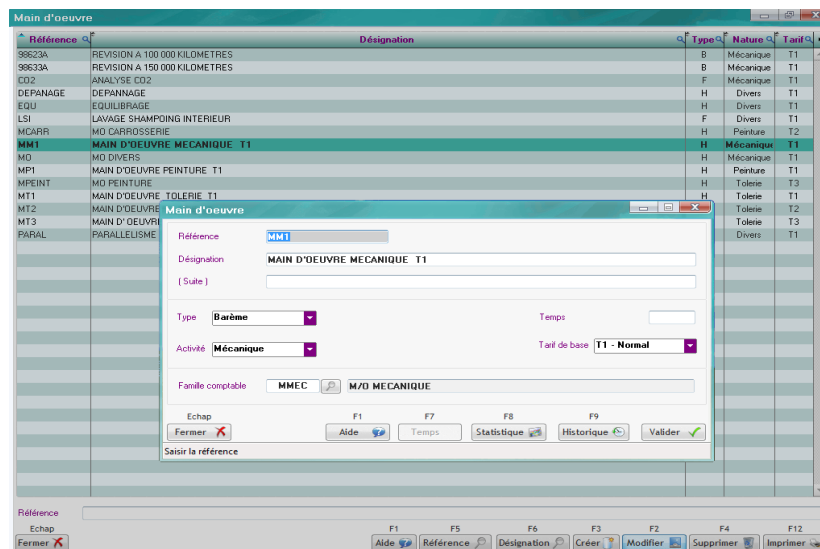 Main d'oeuvre
Référence Désignation Type Nature Tarif
98623A REVISION A 100 000 KILOMETRES B Mécanique T1
98633A REVISION A 150 000 KILOMETRES B Mécanique T1
CO2 ANALYSE CO2 F Mécanique T1
DEPANAGE DEPANNAGE H Divers T1
EQU EQUILIBRAGE H Divers T1
LSI LAVAGE SHAMPOING INTERIEUR F Divers T1
MCARR MO CARROSSERIE H Peinture T2
MM1 MAIN D'OEUVRE MECANIQUE T1 H Mécanique T1
MO MO DIVERS H Mécanique T1
MP1 MAIN D'OEUVRE PEINTURE T1 H Peinture T1
MPEINT MO PEINTURE H Tolerie T3
MT1 MAIN D'OEUVRE TOLERIE T1 H Tolerie T1
MT2 MAIN D'OEUVRE Tolerie T2
MT3 MAIN D' OEUVR Tolerie T3
PARAL PARALLELISME Divers T1
Main d'oeuvre
Référence MM1
Désignation MAIN D'OEUVRE MECANIQUE T1
( Suite )
Type Barème Temps
Activité Mécanique Tarif de base T1 - Normal
Famille comptable MMEC M/O MECANIQUE
Echap F1 F7 F8 F9
Fermer Aide Temps Statistique Historique Valider
Saisir la référence
Référence
Echap F1 F5 F6 F3 F2 F4 F12
Fermer Aide Référence Désignation Créer Modifier Supprimer Imprimer